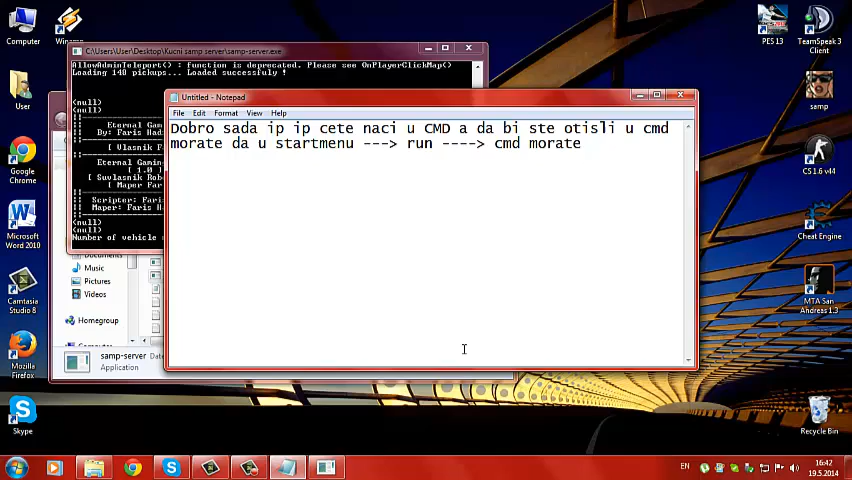 Computer
Winamp
PES 13
TeamSpeak 3
Client
C:\Users\User\Desktop\Kucni samp server\samp-server.exe
AllowAdminTeleport() : function is deprecated. Please see OnPlayerClickMap()
Loading 148 pickups... Loaded successfuly !
(null)
(null)
Eternal Gaming
By: Faris Had
[ Vlasnik Fa
Eternal Gamin
[ 1.0 ]
[ Suvlasnik Ro
[ Maper Far
Scripter: Fari
Maper: Faris H
(null)
(null)
Number of vehicle
Untitled - Notepad
File Edit Format View Help
Dobro sada ip ip cete naci u CMD a da bi ste otisli u cmd
morate da u startmenu ---> run ----> cmd morate
User
samp
Google
Chrome
CS 1.6 v44
Microsoft
Word 2010
Cheat Engine
Documents
Music
Pictures
Videos
Homegroup
Camtasia
Studio 8
MTA San
Andreas 1.3
samp-server Date
Application
Mozilla
Firefox
Skype
Recycle Bin
EN
16:42
19.5.2014